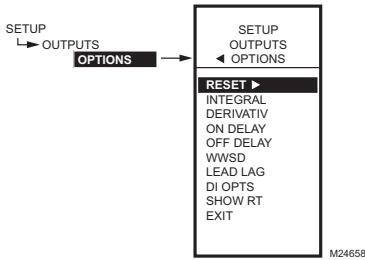 SETUP
OUTPUTS
OPTIONS
SETUP
OUTPUTS
◄ OPTIONS
RESET ►
INTEGRAL
DERIVATIV
ON DELAY
OFF DELAY
WWSD
LEAD LAG
DI OPTS
SHOW RT
EXIT
M24658